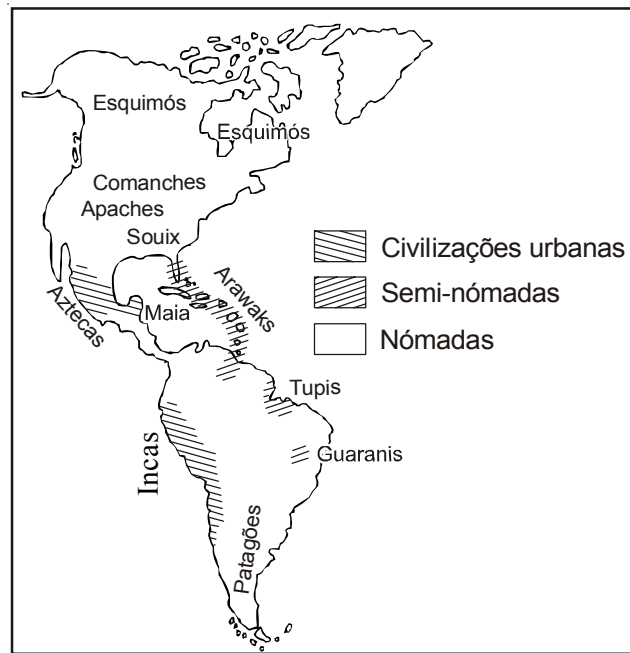 Esquimós
Esquimós
Comanches
Apaches
Souix
Aztecas
Maia
Arawaks
Tupis
Guaranis
Incas
Patagões
Civilizações urbanas
Semi-nómadas
Nómadas